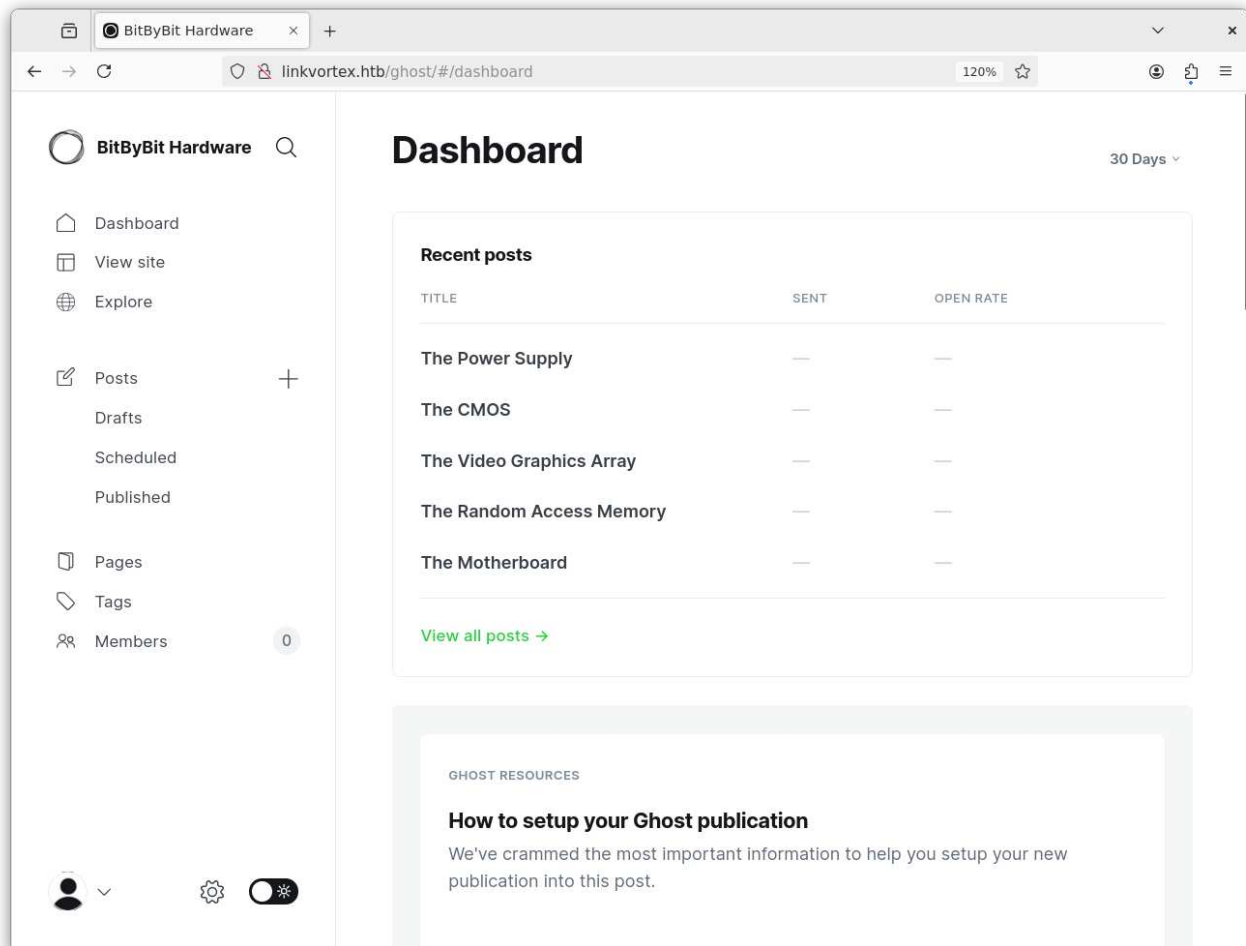 BitByBit Hardware
linkvortex.htb/ghost/#/dashboard
120%
BitByBit Hardware
Dashboard
View site
Explore
Posts
Drafts
Scheduled
Published
Pages
Tags
Members
0
Dashboard
30 Days
Recent posts
TITLE SENT OPEN RATE
The Power Supply — —
The CMOS — —
The Video Graphics Array — —
The Random Access Memory — —
The Motherboard — —
View all posts →
GHOST RESOURCES
How to setup your Ghost publication
We've crammed the most important information to help you setup your new
publication into this post.